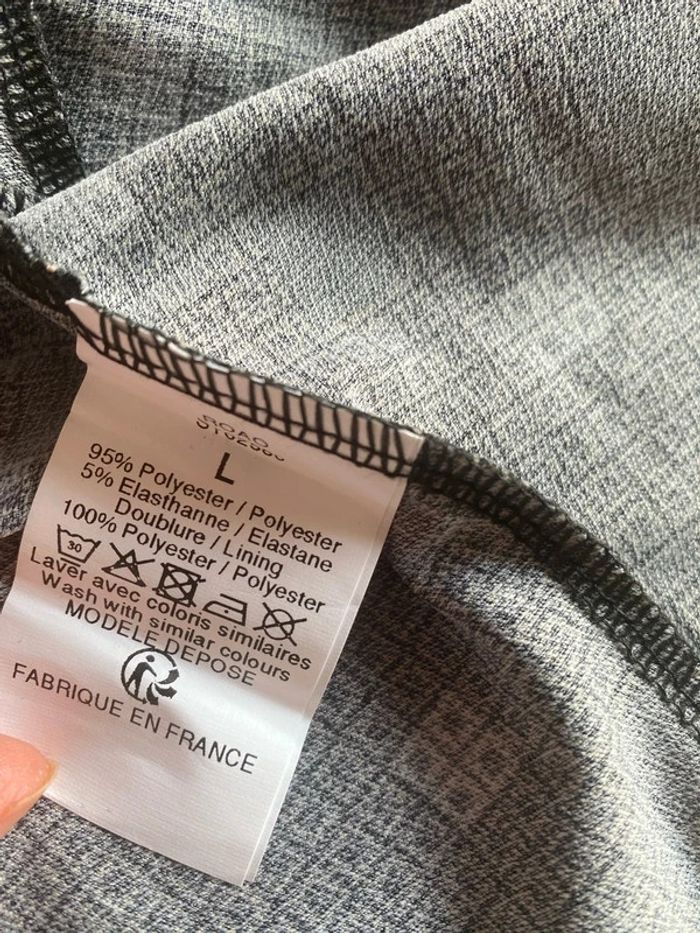 L
95% Polyester / Polyester
5% Elasthanne / Elastane
Doublure / Lining
100% Polyester / Polyester
30
Laver avec coloris similaires
Wash with similar colours
MODELE DEPOSE
FABRIQUE EN FRANCE